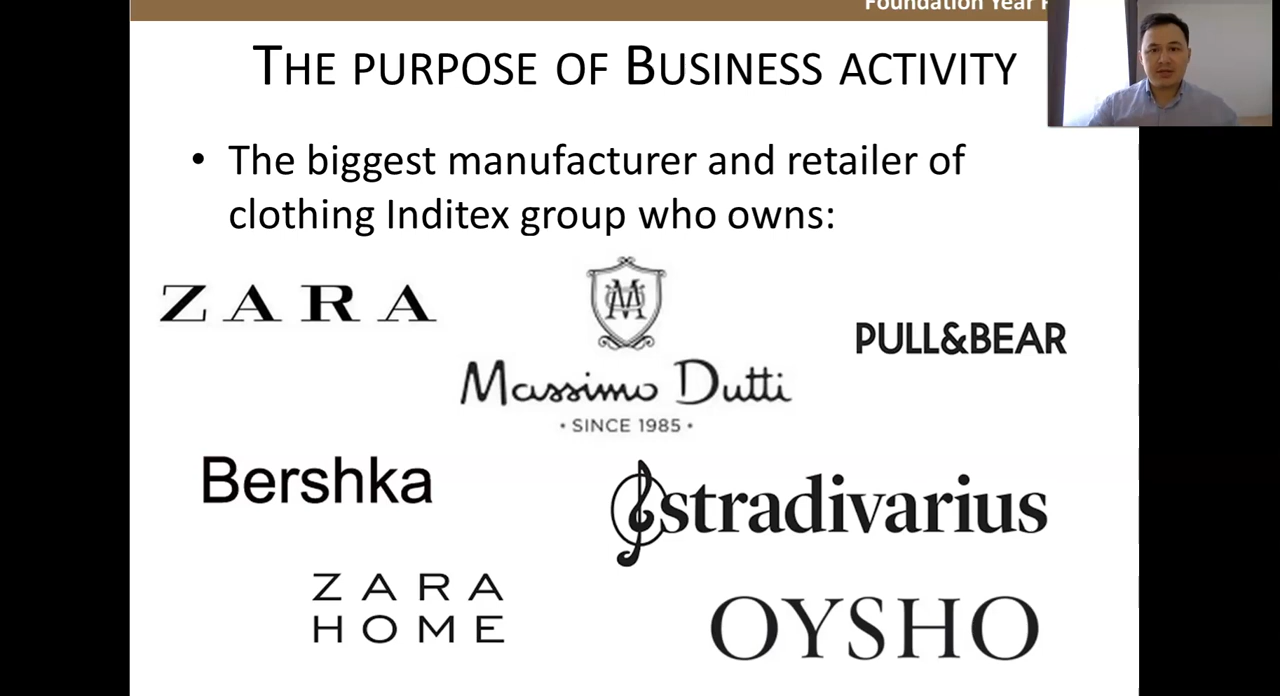 Foundation Year
THE PURPOSE OF BUSINESS ACTIVITY
• The biggest manufacturer and retailer of
clothing Inditex group who owns:
ZARA
M
Massimo Dutti
• SINCE 1985 •
PULL&BEAR
Bershka
stradivarius
ZARA
HOME
OYSHO